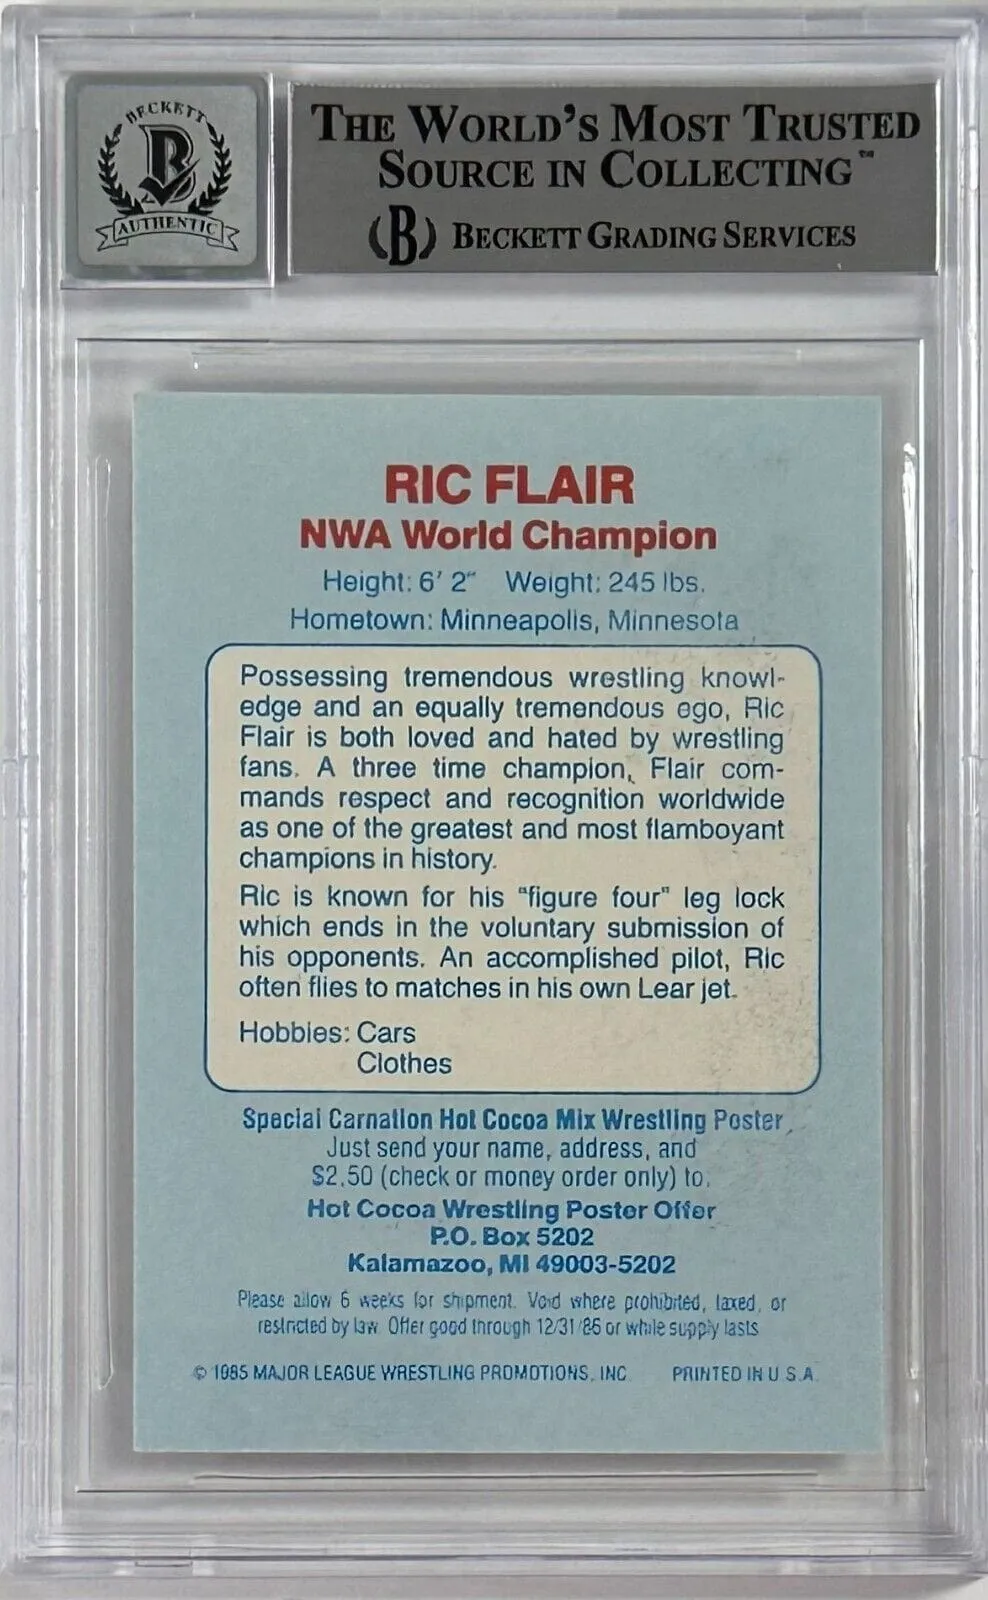 BECKETT
B
AUTHENTIC
THE WORLD'S MOST TRUSTED
SOURCE IN COLLECTING™
(B) BECKETT GRADING SERVICES
RIC FLAIR
NWA World Champion
Height: 6' 2" Weight: 245 lbs.
Hometown: Minneapolis, Minnesota
Possessing tremendous wrestling knowl-
edge and an equally tremendous ego, Ric
Flair is both loved and hated by wrestling
fans. A three time champion, Flair com-
mands respect and recognition worldwide
as one of the greatest and most flamboyant
champions in history.
Ric is known for his "figure four" leg lock
which ends in the voluntary submission of
his opponents. An accomplished pilot, Ric
often flies to matches in his own Lear jet.
Hobbies: Cars
Clothes
Special Carnation Hot Cocoa Mix Wrestling Poster
Just send your name, address, and
$2.50 (check or money order only) to:
Hot Cocoa Wrestling Poster Offer
P.O. Box 5202
Kalamazoo, MI 49003-5202
Please allow 6 weeks for shipment. Void where prohibited, taxed, or
restricted by law. Offer good through 12/31/86 or while supply lasts
© 1985 MAJOR LEAGUE WRESTLING PROMOTIONS, INC. PRINTED IN U.S.A.